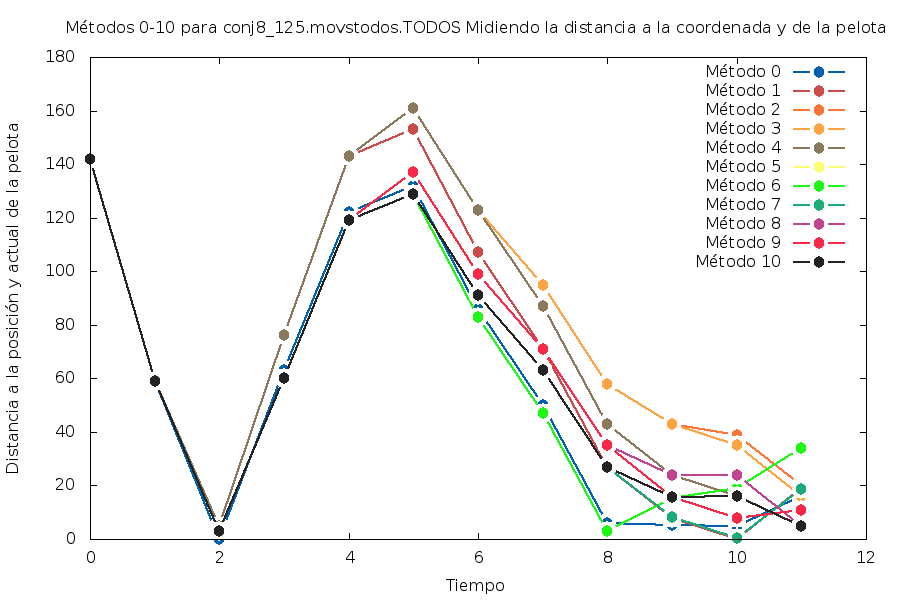 Métodos 0-10 para conj8_125.movstodos.TODOS Midiendo la distancia a la coordenada y de la pelota
Distancia a la posición y actual de la pelota
180
160
140
120
100
80
60
40
20
0
Método 0
Método 1
Método 2
Método 3
Método 4
Método 5
Método 6
Método 7
Método 8
Método 9
Método 10
0 2 4 6 8 10 12
Tiempo